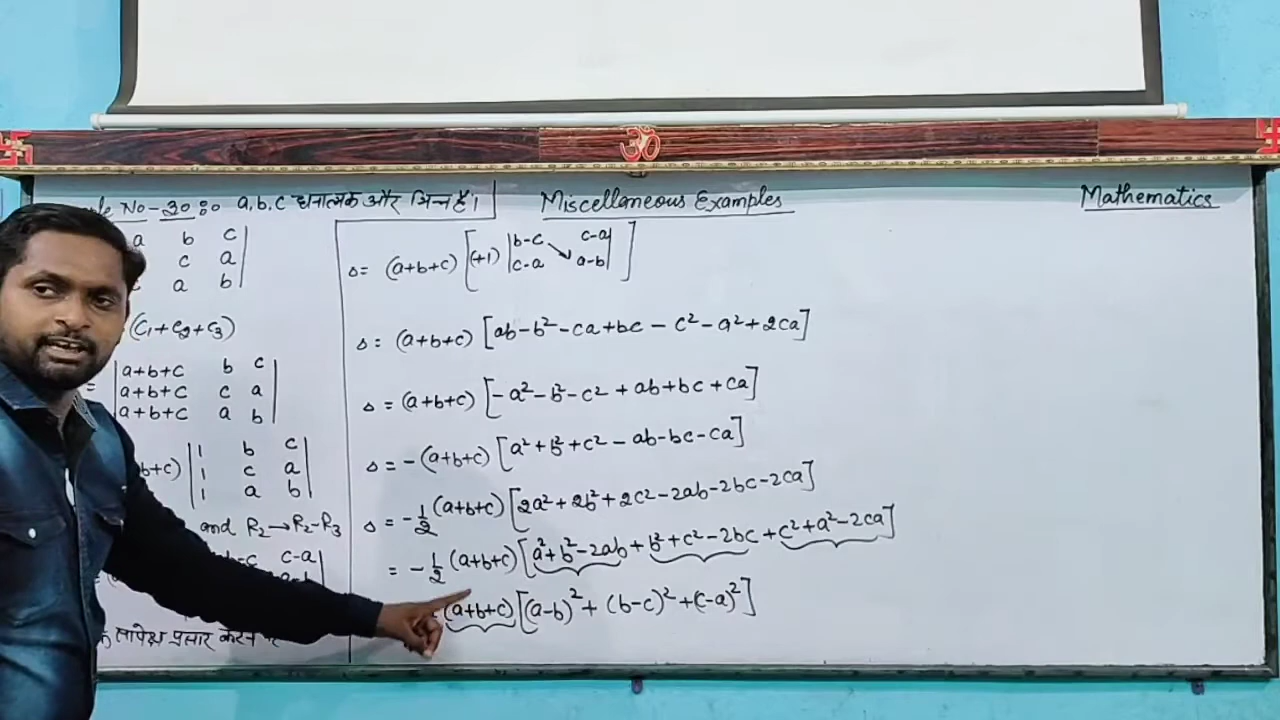 No-30: a, b, c धनात्मक और भिन्न हैं। Miscellaneous Examples Mathematics
a b c
c a
a b
(C₁+C₂+C₃)
= |a+b+c b c|
|a+b+c c a|
|a+b+c a b|
b+c) |1 b c|
|1 c a|
|1 a b|
and R₂→R₂-R₃
b-c c-a
के सापेक्ष प्रसार करने पर
Δ= (a+b+c) [(+1) |b-c c-a|
|c-a a-b|]
Δ= (a+b+c) [ab-b²-ca+bc-c²-a²+2ca]
Δ= (a+b+c) [-a²-b²-c²+ab+bc+ca]
Δ= -(a+b+c) [a²+b²+c²-ab-bc-ca]
Δ= -1/2 (a+b+c) [2a²+2b²+2c²-2ab-2bc-2ca]
= -1/2 (a+b+c) [a²+b²-2ab+b²+c²-2bc+c²+a²-2ca]
(a+b+c) [(a-b)²+(b-c)²+(c-a)²]